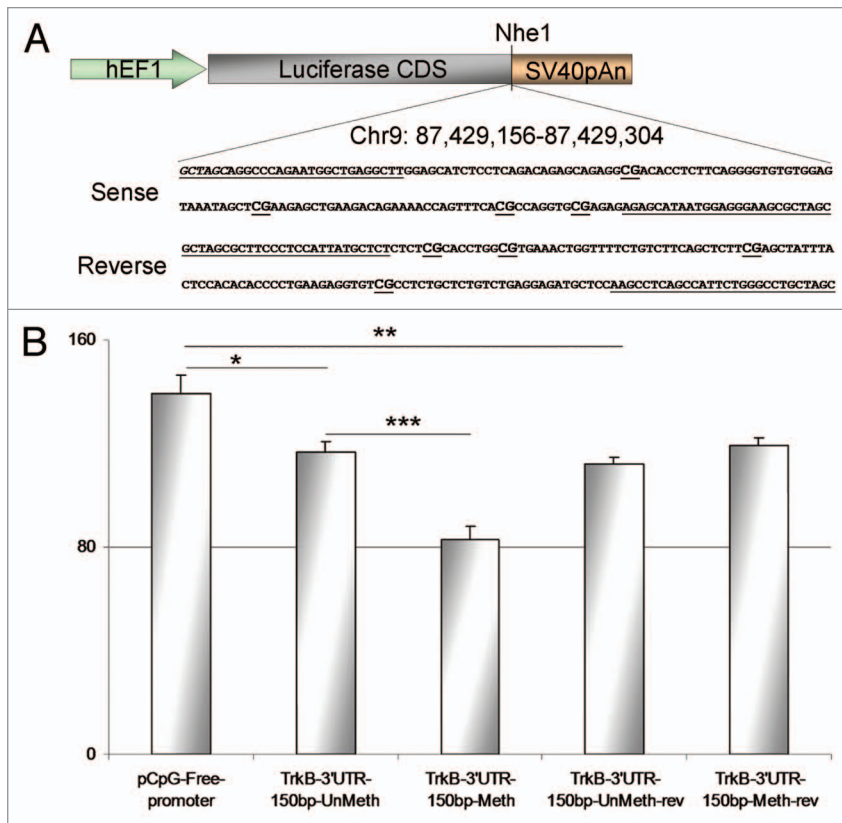 A
Nhe1
hEF1
Luciferase CDS
SV40pAn
Chr9: 87,429,156-87,429,304
Sense
GCTAGCAGGCCCAGAATGGCTGAGGCTTGGAGCATCTCCTCAGACAGAGCAGAGGCGACACCTCTTCAGGGGTGTGTGGAG
TAAATAGCTCGAAGAGCTGAAGACAGAAAACCAGTTTCACGCCAGGTGCGAGAGAGAGCATAATGGAGGGAAGCGCTAGC
Reverse
GCTAGCGCTTCCCTCCATTATGCTCTCTCTCGCACCTGGCGTGAAACTGGTTTTCTGTCTTCAGCTCTTCGAGCTATTTA
CTCCACACACCCCTGAAGAGGTGTCGCCTCTGCTCTGTCTGAGGAGATGCTCCAAGCCTCAGCCATTCTGGGCCTGCTAGC
B
160
**
*
***
80
0
pCpG-Free-
promoter
TrkB-3'UTR-
150bp-UnMeth
TrkB-3'UTR-
150bp-Meth
TrkB-3'UTR-
150bp-UnMeth-rev
TrkB-3'UTR-
150bp-Meth-rev